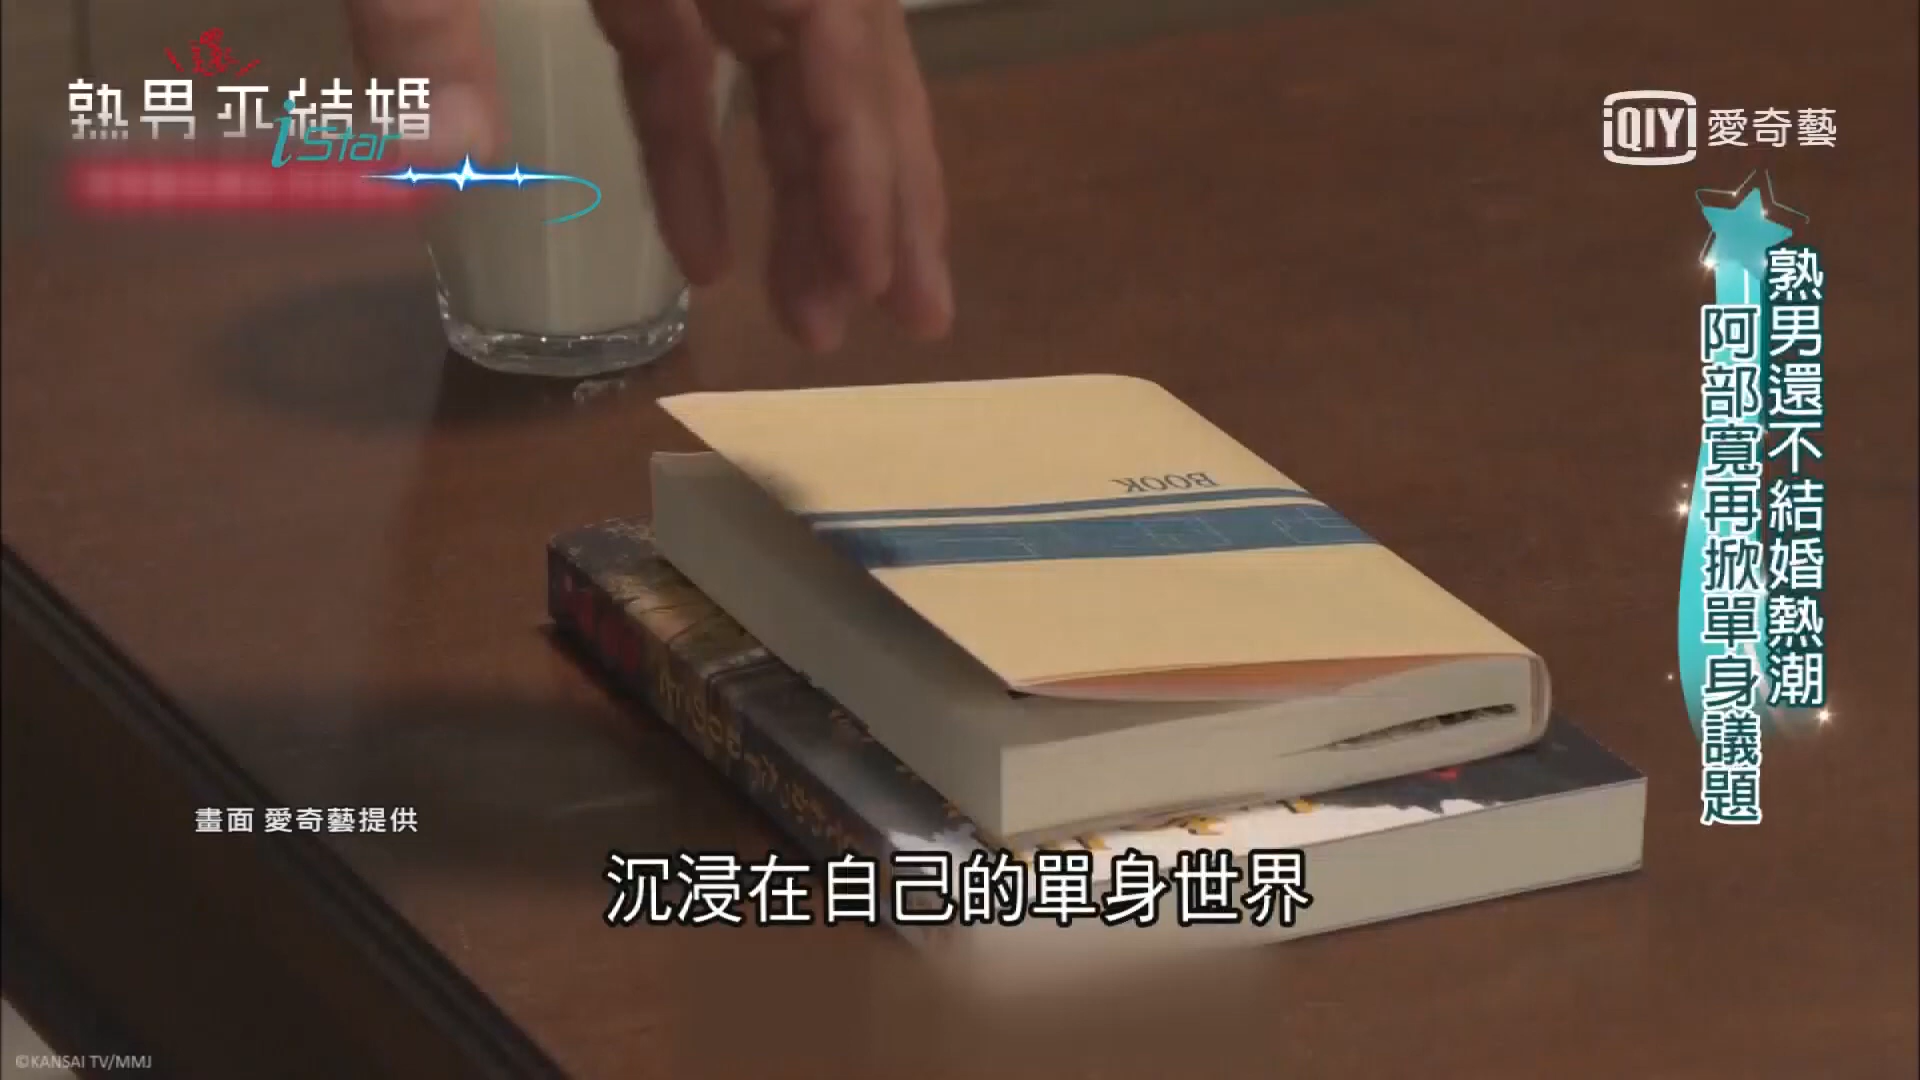 熟男還不結婚
iStar
iQIY 愛奇藝
熟男還不結婚熱潮
阿部寬再掀單身議題
BOOK
畫面 愛奇藝提供
沉浸在自己的單身世界
©KANSAI TV/MMJ